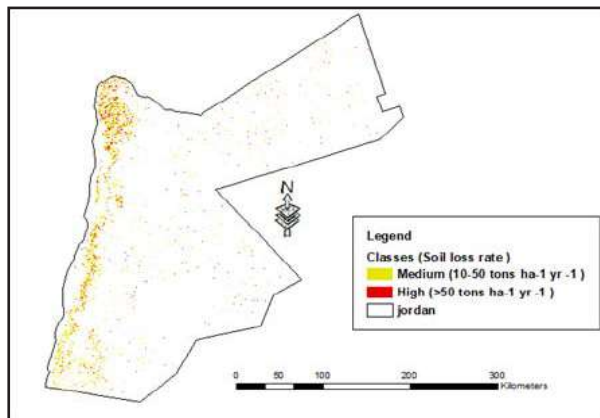 N
Legend
Classes (Soil loss rate )
Medium (10-50 tons ha-1 yr -1 )
High (>50 tons ha-1 yr -1 )
jordan
0 50 100 200 300
Kilometers